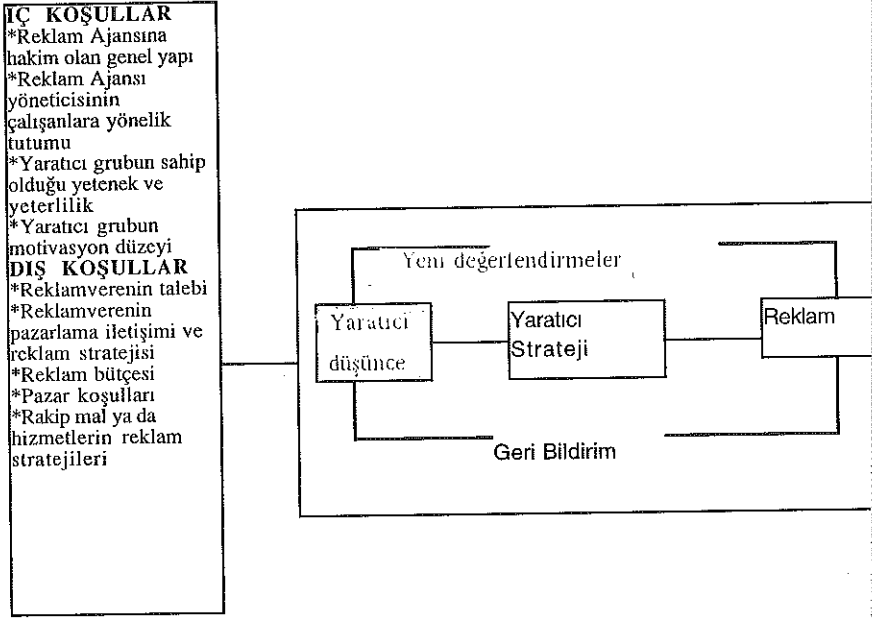 İÇ KOŞULLAR
*Reklam Ajansına
hakim olan genel yapı
*Reklam Ajansı
yöneticisinin
çalışanlara yönelik
tutumu
*Yaratıcı grubun sahip
olduğu yetenek ve
yeterlilik
*Yaratıcı grubun
motivasyon düzeyi
DIŞ KOŞULLAR
*Reklamverenin talebi
*Reklamverenin
pazarlama iletişimi ve
reklam stratejisi
*Reklam bütçesi
*Pazar koşulları
*Rakip mal ya da
hizmetlerin reklam
stratejileri
Yeni değerlendirmeler
Yaratıcı
düşünce
Yaratıcı
Strateji
Reklam
Geri Bildirim